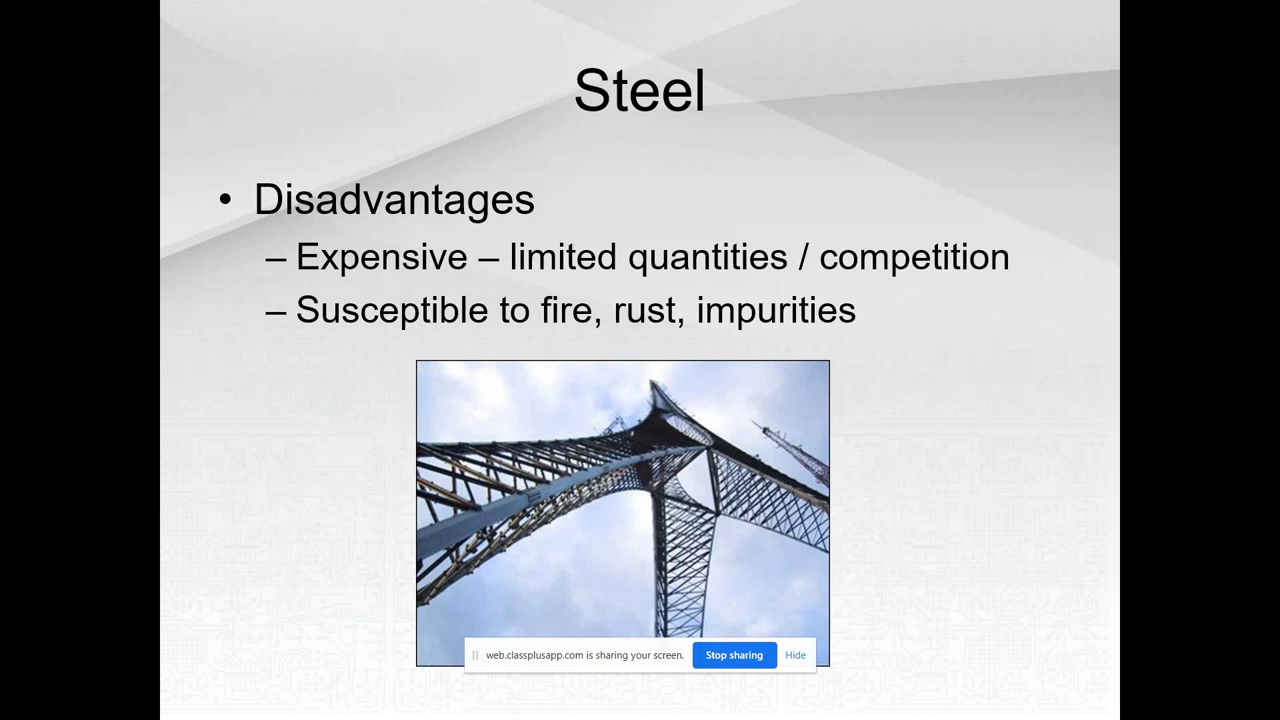 Steel
• Disadvantages
– Expensive – limited quantities / competition
– Susceptible to fire, rust, impurities
web.classplusapp.com is sharing your screen. Stop sharing Hide